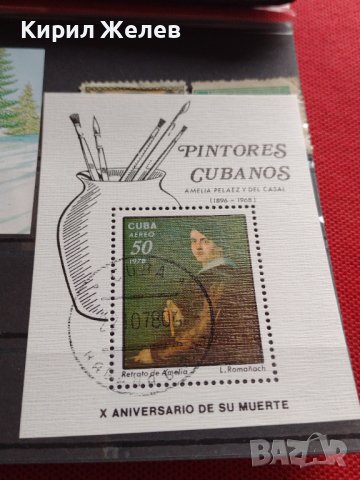 Кирил Желев
PINTORES
CUBANOS
AMELIA PELAEZ Y DEL CASAL
(1896 - 1968)
CUBA
AEREO
50
1978
Retrato de Amelia
L. Romañach
X ANIVERSARIO DE SU MUERTE
BAZAR